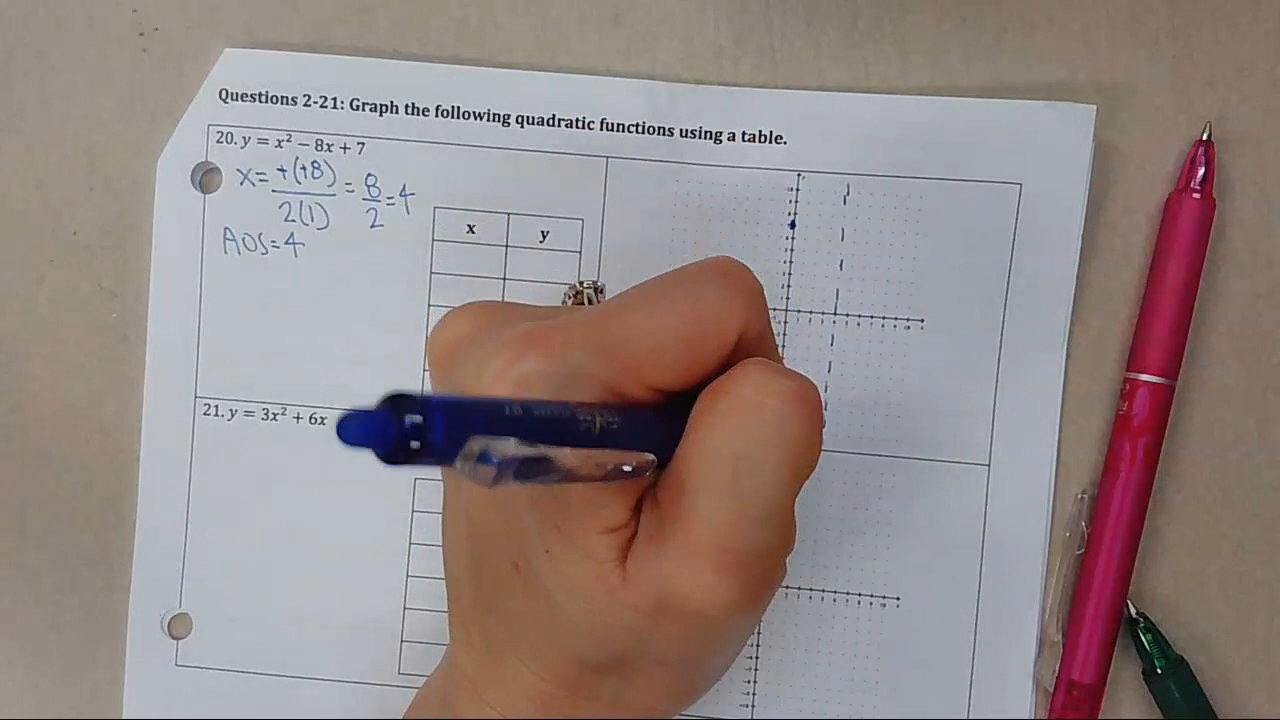 Questions 2-21: Graph the following quadratic functions using a table.
20. y = x² − 8x + 7
x = +(+8) / 2(1) = 8/2 = 4
AOS = 4
x y
21. y = 3x² + 6x